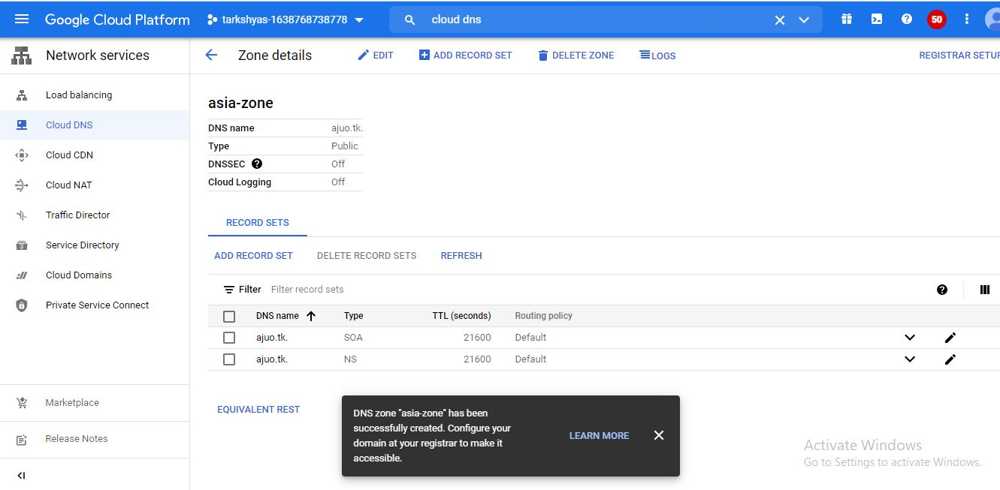 Google Cloud Platform
tarkshyas-1638768738778
cloud dns
50
Network services
Zone details
EDIT
ADD RECORD SET
DELETE ZONE
LOGS
REGISTRAR SETUP
Load balancing
Cloud DNS
Cloud CDN
Cloud NAT
Traffic Director
Service Directory
Cloud Domains
Private Service Connect
Marketplace
Release Notes
asia-zone
DNS name ajuo.tk.
Type Public
DNSSEC Off
Cloud Logging Off
RECORD SETS
ADD RECORD SET DELETE RECORD SETS REFRESH
Filter Filter record sets
DNS name Type TTL (seconds) Routing policy
ajuo.tk. SOA 21600 Default
ajuo.tk. NS 21600 Default
EQUIVALENT REST
DNS zone "asia-zone" has been
successfully created. Configure your
domain at your registrar to make it
accessible.
LEARN MORE
Activate Windows
Go to Settings to activate Windows.